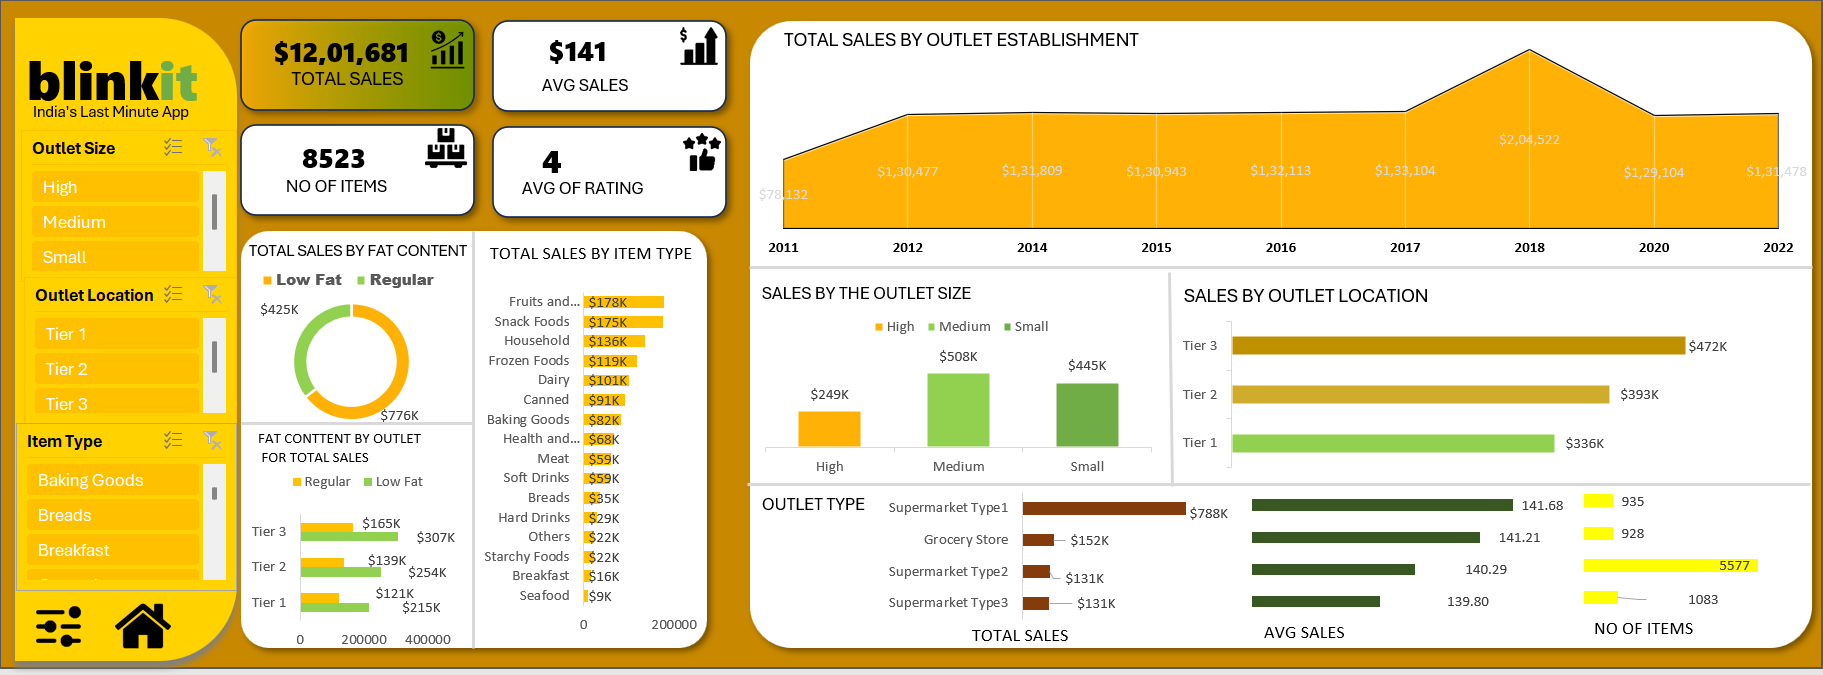 blinkit
India's Last Minute App
Outlet Size
High
Medium
Small
Outlet Location
Tier 1
Tier 2
Tier 3
Item Type
Baking Goods
Breads
Breakfast
$12,01,681
TOTAL SALES
$141
AVG SALES
8523
NO OF ITEMS
4
AVG OF RATING
TOTAL SALES BY FAT CONTENT
Low Fat Regular
$425K
$776K
FAT CONTTENT BY OUTLET
FOR TOTAL SALES
Regular Low Fat
Tier 3 $165K
$307K
Tier 2 $139K
$254K
Tier 1 $121K
$215K
0 200000 400000
TOTAL SALES BY ITEM TYPE
Fruits and... $178K
Snack Foods $175K
Household $136K
Frozen Foods $119K
Dairy $101K
Canned $91K
Baking Goods $82K
Health and... $68K
Meat $59K
Soft Drinks $59K
Breads $35K
Hard Drinks $29K
Others $22K
Starchy Foods $22K
Breakfast $16K
Seafood $9K
0 200000
TOTAL SALES BY OUTLET ESTABLISHMENT
$78,132 $1,30,477 $1,31,809 $1,30,943 $1,32,113 $1,33,104 $2,04,522 $1,29,104 $1,31,478
2011 2012 2014 2015 2016 2017 2018 2020 2022
SALES BY THE OUTLET SIZE
High Medium Small
$249K $508K $445K
High Medium Small
SALES BY OUTLET LOCATION
Tier 3 $472K
Tier 2 $393K
Tier 1 $336K
OUTLET TYPE
Supermarket Type1 $788K 141.68 935
Grocery Store $152K 141.21 928
Supermarket Type2 $131K 140.29 5577
Supermarket Type3 $131K 139.80 1083
TOTAL SALES AVG SALES NO OF ITEMS